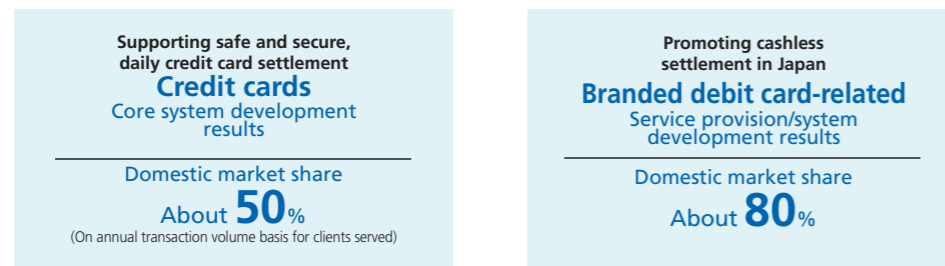 Supporting safe and secure,
daily credit card settlement
Credit cards
Core system development
results
Domestic market share
About 50%
(On annual transaction volume basis for clients served)
Promoting cashless
settlement in Japan
Branded debit card-related
Service provision/system
development results
Domestic market share
About 80%